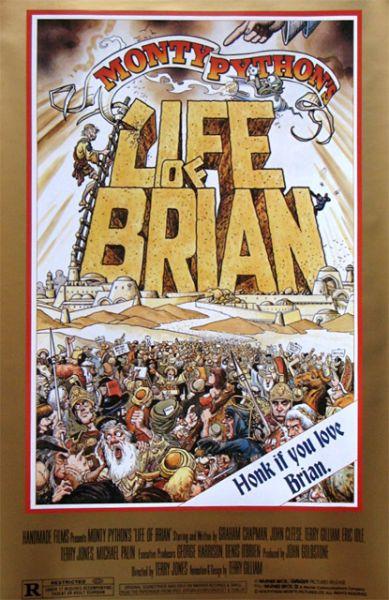 MONTY PYTHON'S
LIFE
OF
BRIAN
Honk if you love
Brian.
HANDMADE FILMS Presents MONTY PYTHON'S "LIFE OF BRIAN" Starring and Written by GRAHAM CHAPMAN, JOHN CLEESE, TERRY GILLIAM, ERIC IDLE,
TERRY JONES, MICHAEL PALIN Executive Producers GEORGE HARRISON, DENIS O'BRIEN Produced by JOHN GOLDSTONE
Directed by TERRY JONES Animation & Design by TERRY GILLIAM
R
RESTRICTED